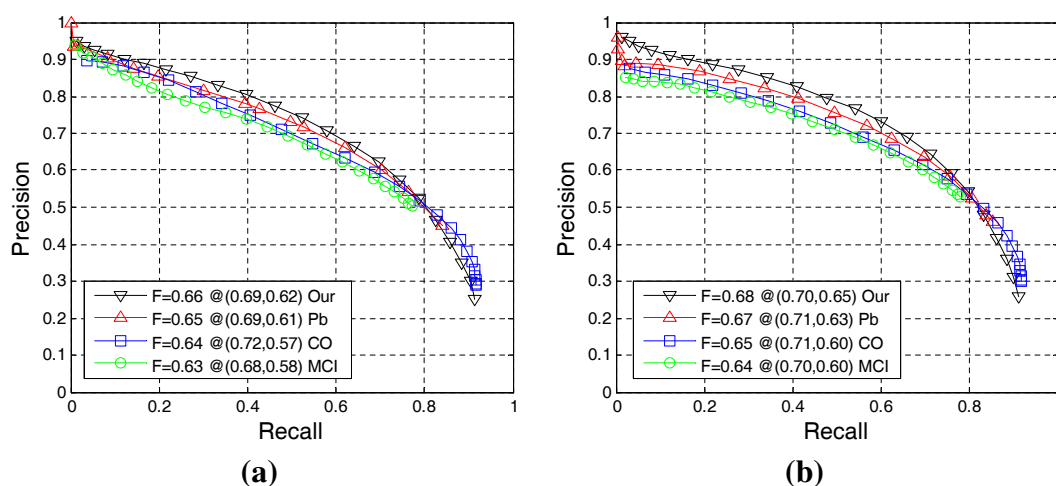 1
0.9
0.8
0.7
0.6
0.5
0.4
0.3
0.2
0.1
0
Precision
F=0.66 @(0.69,0.62) Our
F=0.65 @(0.69,0.61) Pb
F=0.64 @(0.72,0.57) CO
F=0.63 @(0.68,0.58) MCI
0 0.2 0.4 0.6 0.8 1
Recall
(a)
1
0.9
0.8
0.7
0.6
0.5
0.4
0.3
0.2
0.1
0
Precision
F=0.68 @(0.70,0.65) Our
F=0.67 @(0.71,0.63) Pb
F=0.65 @(0.71,0.60) CO
F=0.64 @(0.70,0.60) MCI
0 0.2 0.4 0.6 0.8
Recall
(b)